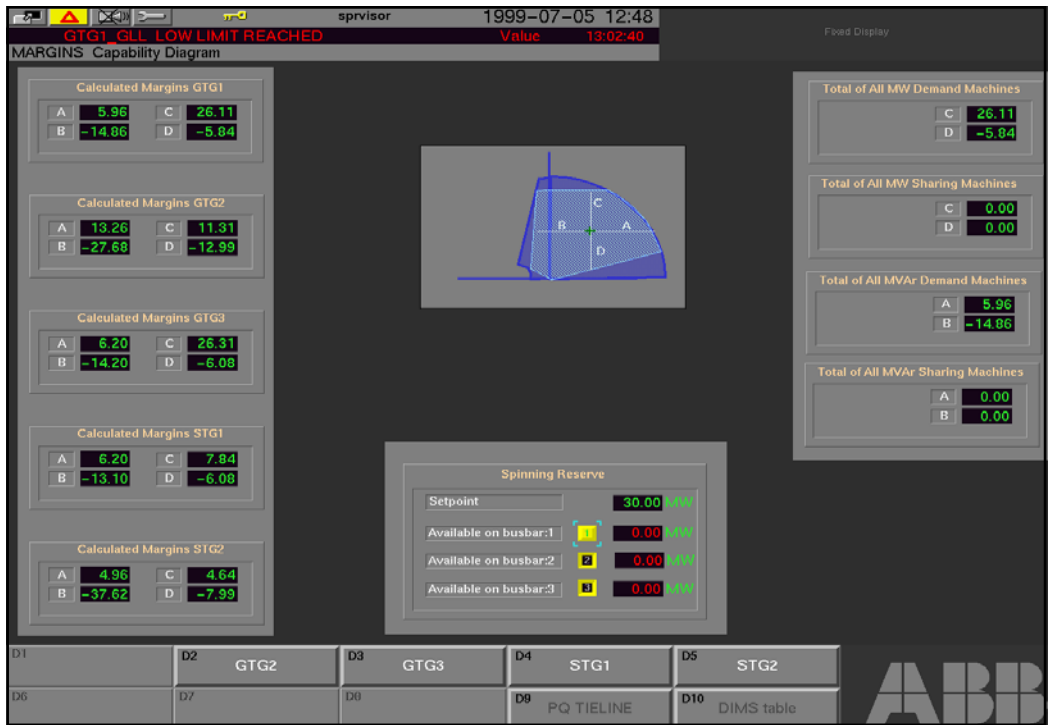 sprvisor 1999-07-05 12:48
GTG1_GLL LOW LIMIT REACHED Value 13:02:40
Fixed Display
MARGINS Capability Diagram
Calculated Margins GTG1
A 5.96 C 26.11
B -14.86 D -5.84
Calculated Margins GTG2
A 13.26 C 11.31
B -27.68 D -12.99
Calculated Margins GTG3
A 6.20 C 26.31
B -14.20 D -6.08
Calculated Margins STG1
A 6.20 C 7.84
B -13.10 D -6.08
Calculated Margins STG2
A 4.96 C 4.64
B -37.62 D -7.99
C
B A
D
Total of All MW Demand Machines
C 26.11
D -5.84
Total of All MW Sharing Machines
C 0.00
D 0.00
Total of All MVAr Demand Machines
A 5.96
B -14.86
Total of All MVAr Sharing Machines
A 0.00
B 0.00
Spinning Reserve
Setpoint 30.00 MW
Available on busbar:1 1 0.00 MW
Available on busbar:2 2 0.00 MW
Available on busbar:3 3 0.00 MW
D1 D2 GTG2 D3 GTG3 D4 STG1 D5 STG2
D6 D7 D8 D9 PQ TIELINE D10 DIMS table
ABB